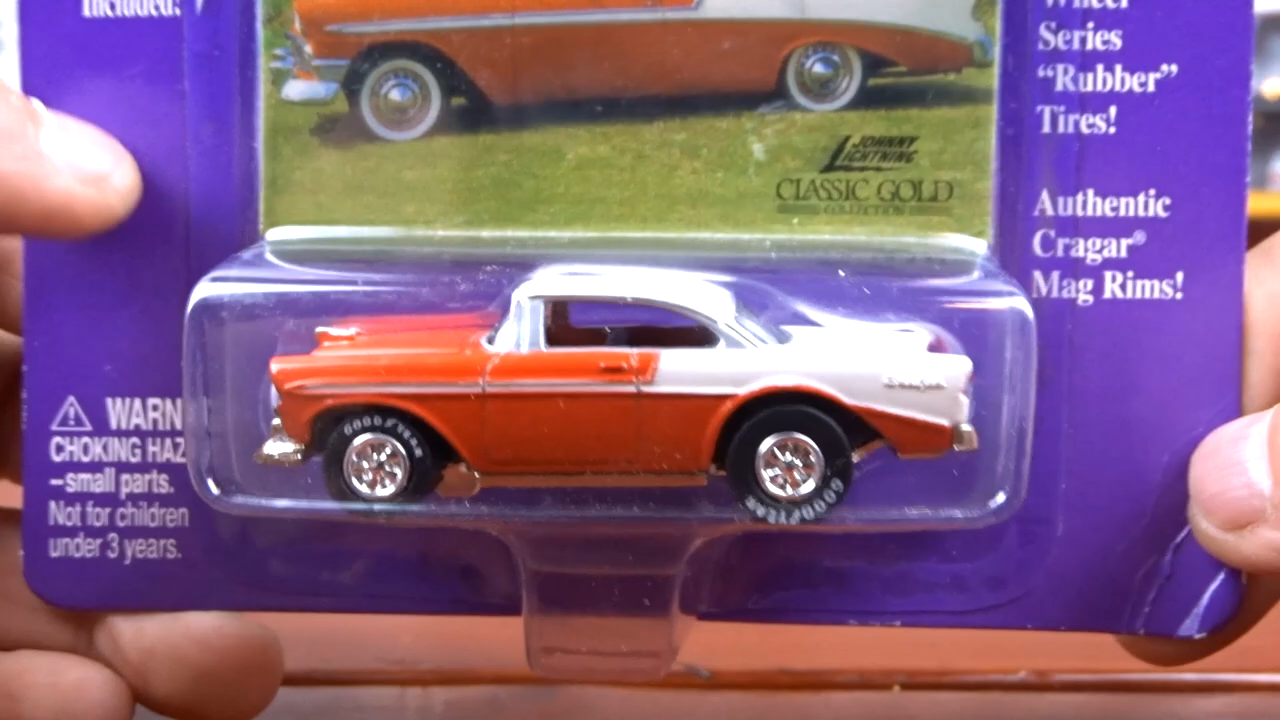 Included!
Wheel
Series
“Rubber”
Tires!
JOHNNY
LIGHTNING
CLASSIC GOLD
COLLECTION
Authentic
Cragar®
Mag Rims!
WARN
CHOKING HAZ
–small parts.
Not for children
under 3 years.
GOODYEAR
GOODYEAR